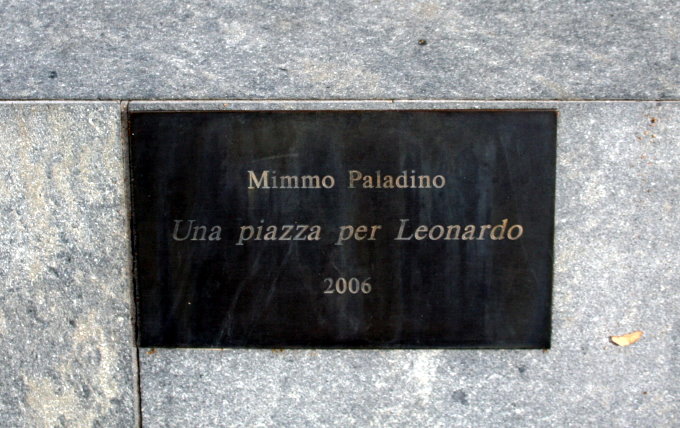 Mimmo Paladino
Una piazza per Leonardo
2006